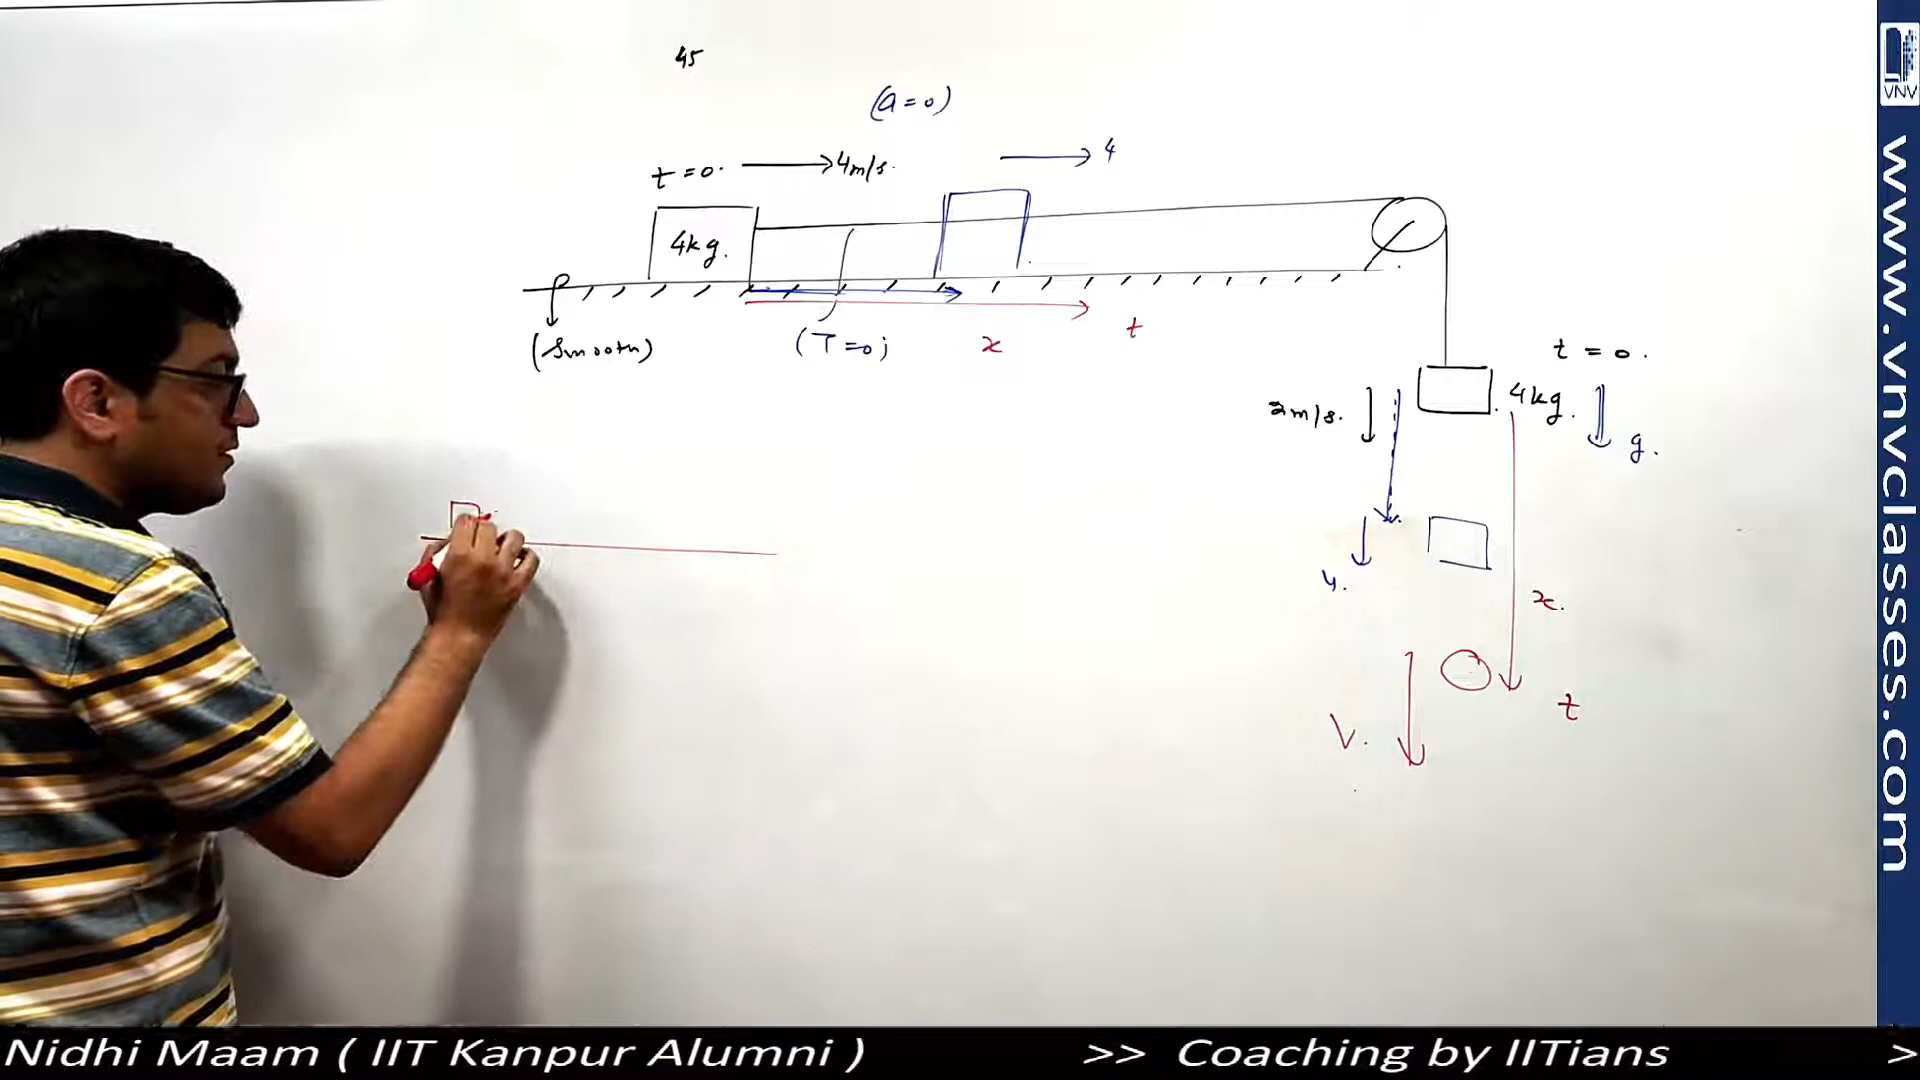 45
(a = 0)
4
t = 0. 4m/s.
4kg.
t
(Smooth) (T = 0) x
t = 0.
2m/s. 4kg.
g.
4.
x.
t
V.
VNV
www.vnvclasses.com
Nidhi Maam ( IIT Kanpur Alumni ) >> Coaching by IITians >